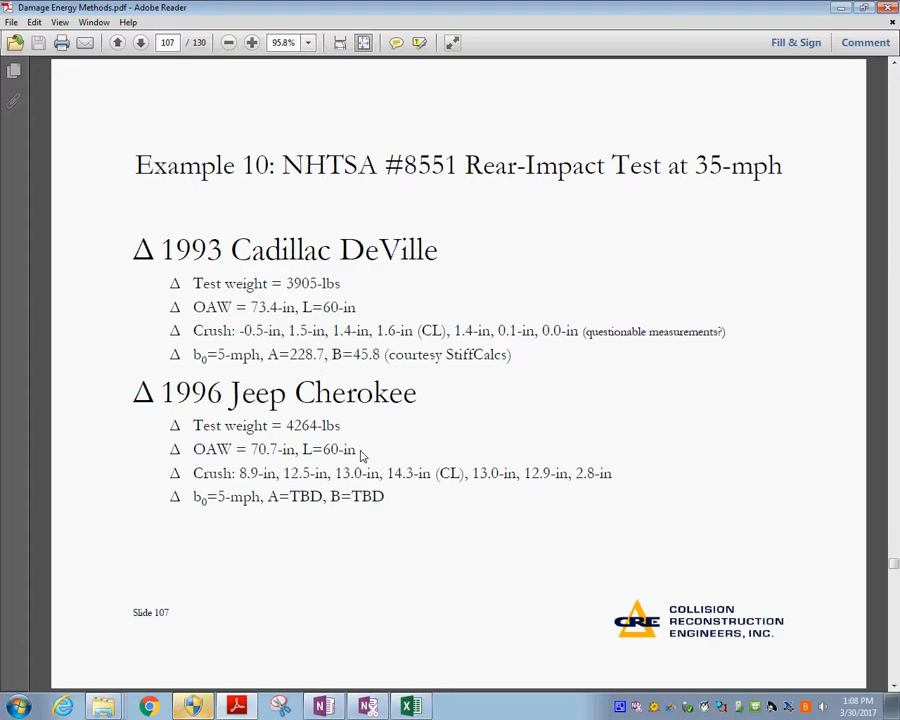 Damage Energy Methods.pdf - Adobe Reader
File Edit View Window Help
107 / 130 95.8% Fill & Sign Comment
Example 10: NHTSA #8551 Rear-Impact Test at 35-mph
Δ 1993 Cadillac DeVille
Δ Test weight = 3905-lbs
Δ OAW = 73.4-in, L=60-in
Δ Crush: -0.5-in, 1.5-in, 1.4-in, 1.6-in (CL), 1.4-in, 0.1-in, 0.0-in (questionable measurements?)
Δ b₀=5-mph, A=228.7, B=45.8 (courtesy StiffCalcs)
Δ 1996 Jeep Cherokee
Δ Test weight = 4264-lbs
Δ OAW = 70.7-in, L=60-in
Δ Crush: 8.9-in, 12.5-in, 13.0-in, 14.3-in (CL), 13.0-in, 12.9-in, 2.8-in
Δ b₀=5-mph, A=TBD, B=TBD
Slide 107
CRE
COLLISION
RECONSTRUCTION
ENGINEERS, INC.
1:08 PM
3/30/2017